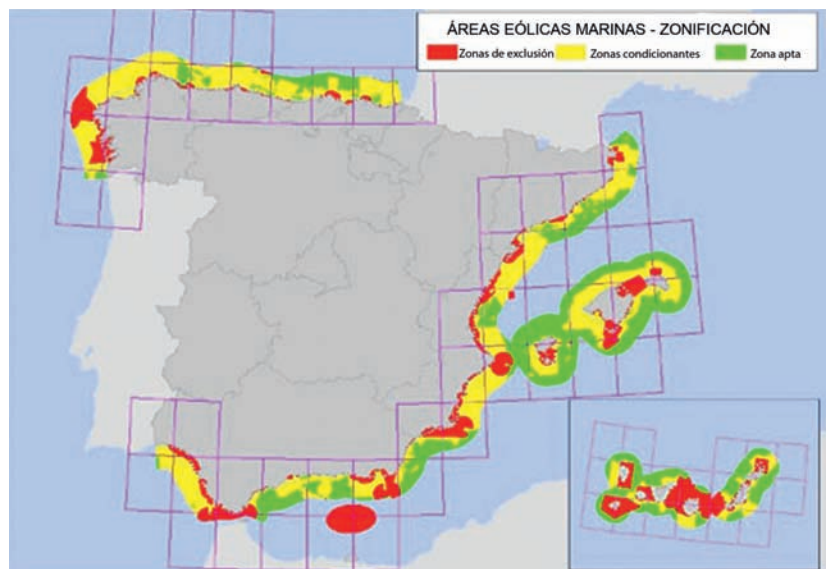 ÁREAS EÓLICAS MARINAS - ZONIFICACIÓN
Zonas de exclusión Zonas condicionantes Zona apta